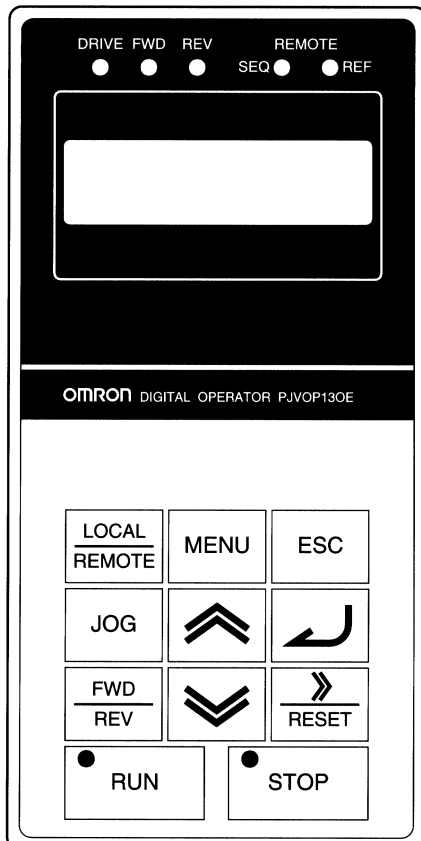 DRIVE FWD REV REMOTE
SEQ REF
OMRON DIGITAL OPERATOR PJVOP130E
LOCAL
REMOTE
MENU
ESC
JOG
FWD
REV
RESET
RUN
STOP